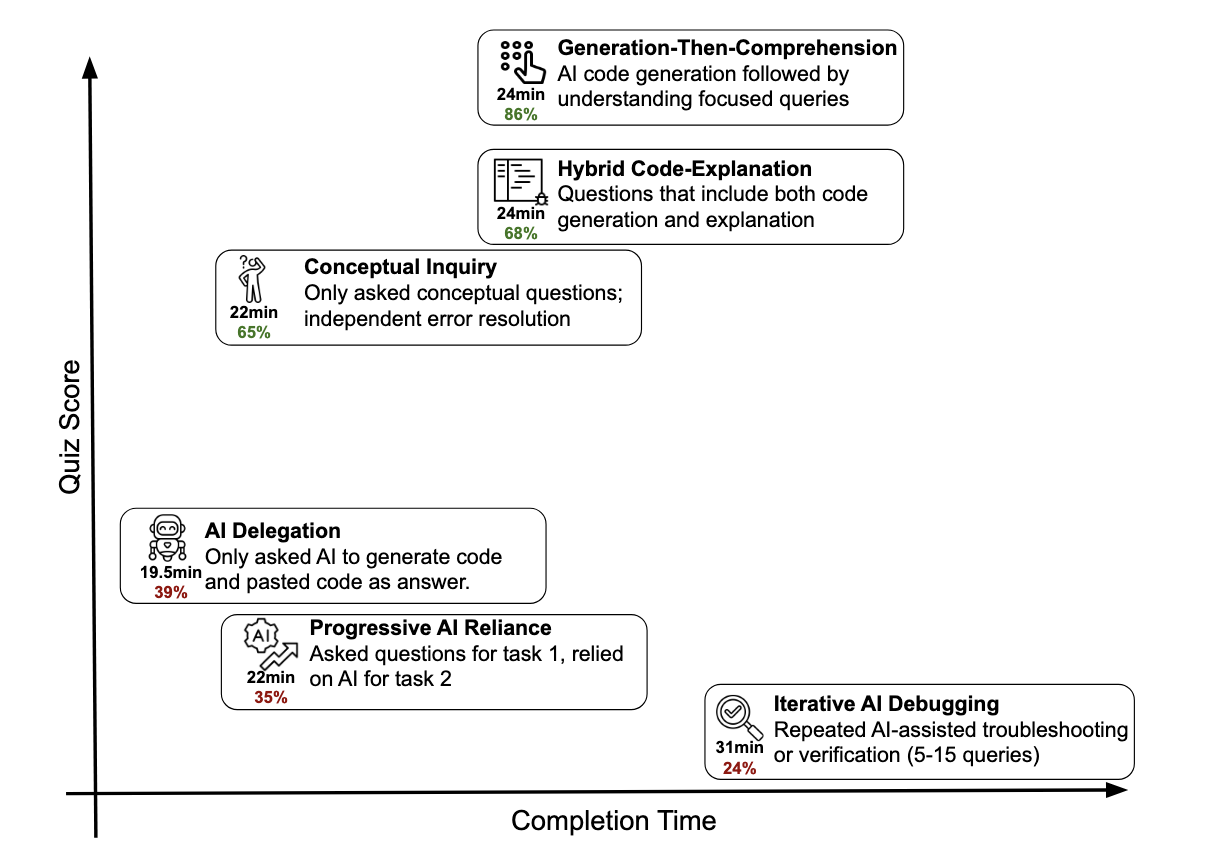 Generation-Then-Comprehension
AI code generation followed by
understanding focused queries
24min
86%
Hybrid Code-Explanation
Questions that include both code
generation and explanation
24min
68%
?
Conceptual Inquiry
Only asked conceptual questions;
independent error resolution
22min
65%
Quiz Score
AI Delegation
Only asked AI to generate code
and pasted code as answer.
19.5min
39%
AI
Progressive AI Reliance
Asked questions for task 1, relied
on AI for task 2
22min
35%
Iterative AI Debugging
Repeated AI-assisted troubleshooting
or verification (5-15 queries)
31min
24%
Completion Time